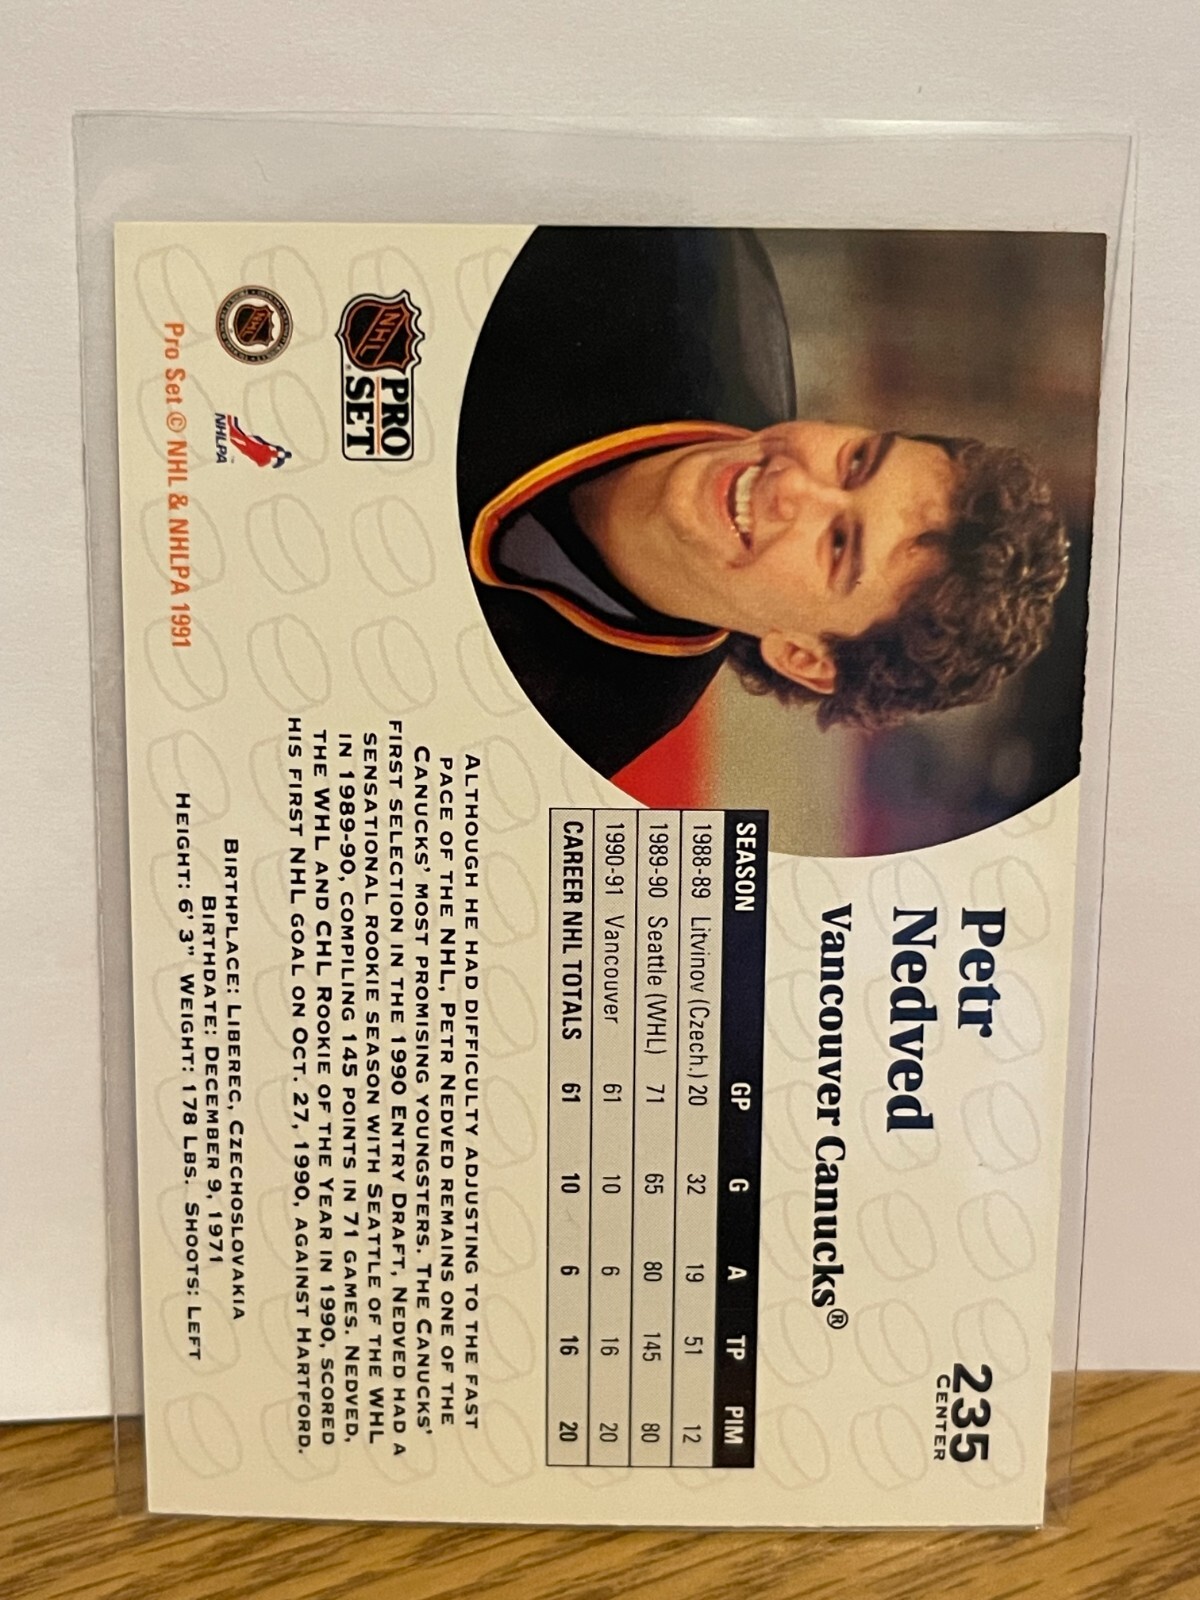 235
CENTER
Petr
Nedved
Vancouver Canucks®
SEASON GP G A TP PIM
1988-89 Litvinov (Czech.) 20 32 19 51 12
1989-90 Seattle (WHL) 71 65 80 145 80
1990-91 Vancouver 61 10 6 16 20
CAREER NHL TOTALS 61 10 6 16 20
ALTHOUGH HE HAD DIFFICULTY ADJUSTING TO THE FAST
PACE OF THE NHL, PETR NEDVED REMAINS ONE OF THE
CANUCKS' MOST PROMISING YOUNGSTERS. THE CANUCKS'
FIRST SELECTION IN THE 1990 ENTRY DRAFT, NEDVED HAD A
SENSATIONAL ROOKIE SEASON WITH SEATTLE OF THE WHL
IN 1989-90, COMPILING 145 POINTS IN 71 GAMES. NEDVED,
THE WHL AND CHL ROOKIE OF THE YEAR IN 1990, SCORED
HIS FIRST NHL GOAL ON OCT. 27, 1990, AGAINST HARTFORD.
BIRTHPLACE: LIBEREC, CZECHOSLOVAKIA
BIRTHDATE: DECEMBER 9, 1971
HEIGHT: 6' 3" WEIGHT: 178 LBS. SHOOTS: LEFT
NHL PRO
SET
NHL
NHLPA
Pro Set © NHL & NHLPA 1991